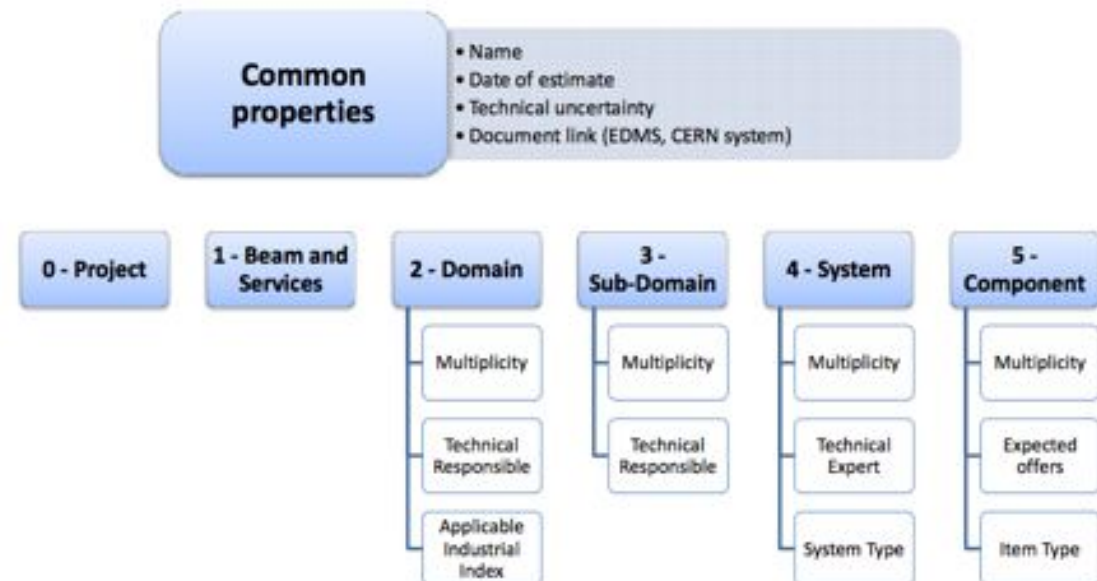 Common
properties
• Name
• Date of estimate
• Technical uncertainty
• Document link (EDMS, CERN system)
0 - Project
1 - Beam and
Services
2 - Domain
3 -
Sub-Domain
4 - System
5 -
Component
Multiplicity
Multiplicity
Multiplicity
Multiplicity
Technical
Responsible
Technical
Responsible
Technical
Expert
Expected
offers
Applicable
Industrial
Index
System Type
Item Type